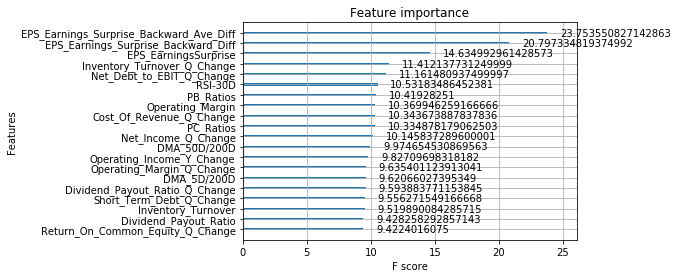 Feature importance
EPS_Earnings_Surprise_Backward_Ave_Diff 23.753550827142863
EPS_Earnings_Surprise_Backward_Diff 20.797334819374992
EPS_EarningsSurprise 14.634992961428573
Inventory_Turnover_Q_Change 11.412137731249999
Net_Debt_to_EBIT_Q_Change 11.161480937499997
RSI-30D 10.53183486452381
PB_Ratios 10.41928251
Operating_Margin 10.369946259166666
Cost_Of_Revenue_Q_Change 10.343673887837836
PC_Ratios 10.334878179062503
Net_Income_Q_Change 10.145837289600001
DMA_50D/200D 9.974654530869563
Operating_Income_Y_Change 9.82709698318182
Operating_Margin_Q_Change 9.635401123913041
DMA_5D/200D 9.62066027395349
Dividend_Payout_Ratio_Q_Change 9.593883771153845
Short_Term_Debt_Q_Change 9.556271549166668
Inventory_Turnover 9.519890084285715
Dividend_Payout_Ratio 9.428258292857143
Return_On_Common_Equity_Q_Change 9.4224016075
Features
0 5 10 15 20 25
F score